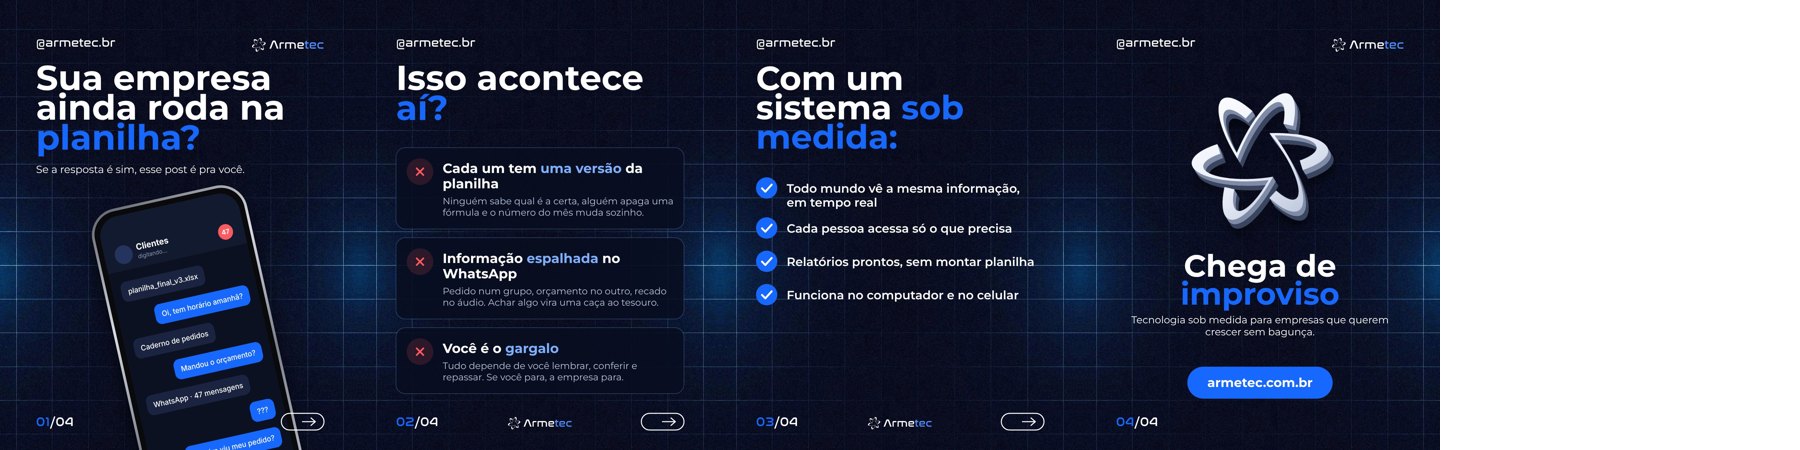 @armetec.br
Armetec
Sua empresa
ainda roda na
planilha?
Se a resposta é sim, esse post é pra você.
Clientes
digitando...
47
planilha_final_v3.xlsx
Oi, tem horário amanhã?
Caderno de pedidos
Mandou o orçamento?
WhatsApp · 47 mensagens
???
viu meu pedido?
01/04
@armetec.br
Isso acontece
aí?
Cada um tem uma versão da
planilha
Ninguém sabe qual é a certa, alguém apaga uma
fórmula e o número do mês muda sozinho.
Informação espalhada no
WhatsApp
Pedido num grupo, orçamento no outro, recado
no áudio. Achar algo vira uma caça ao tesouro.
Você é o gargalo
Tudo depende de você lembrar, conferir e
repassar. Se você para, a empresa para.
02/04
Armetec
@armetec.br
Com um
sistema sob
medida:
Todo mundo vê a mesma informação,
em tempo real
Cada pessoa acessa só o que precisa
Relatórios prontos, sem montar planilha
Funciona no computador e no celular
03/04
Armetec
@armetec.br
Armetec
Chega de
improviso
Tecnologia sob medida para empresas que querem
crescer sem bagunça.
armetec.com.br
04/04